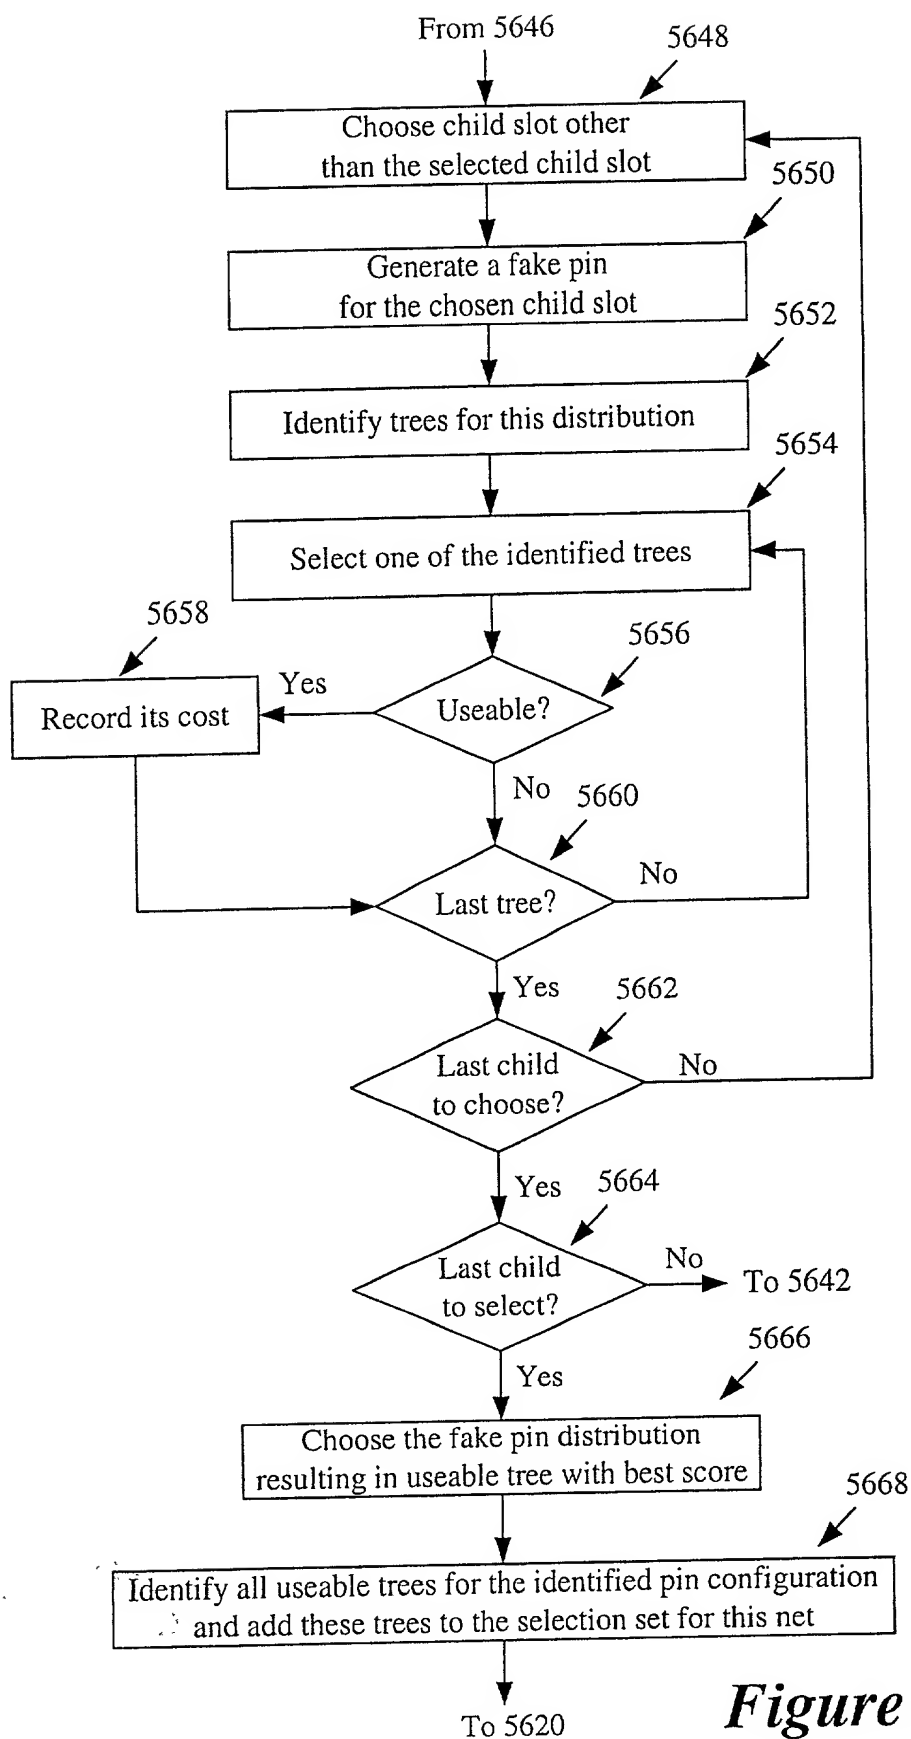 From 5646
5648
Choose child slot other
than the selected child slot
5650
Generate a fake pin
for the chosen child slot
5652
Identify trees for this distribution
5654
Select one of the identified trees
5658
5656
Yes
Record its cost
Useable?
No
5660
No
Last tree?
Yes
5662
Last child
to choose?
No
Yes
5664
Last child
to select?
No
To 5642
5666
Yes
Choose the fake pin distribution
resulting in useable tree with best score
5668
Identify all useable trees for the identified pin configuration
and add these trees to the selection set for this net
To 5620
Figure